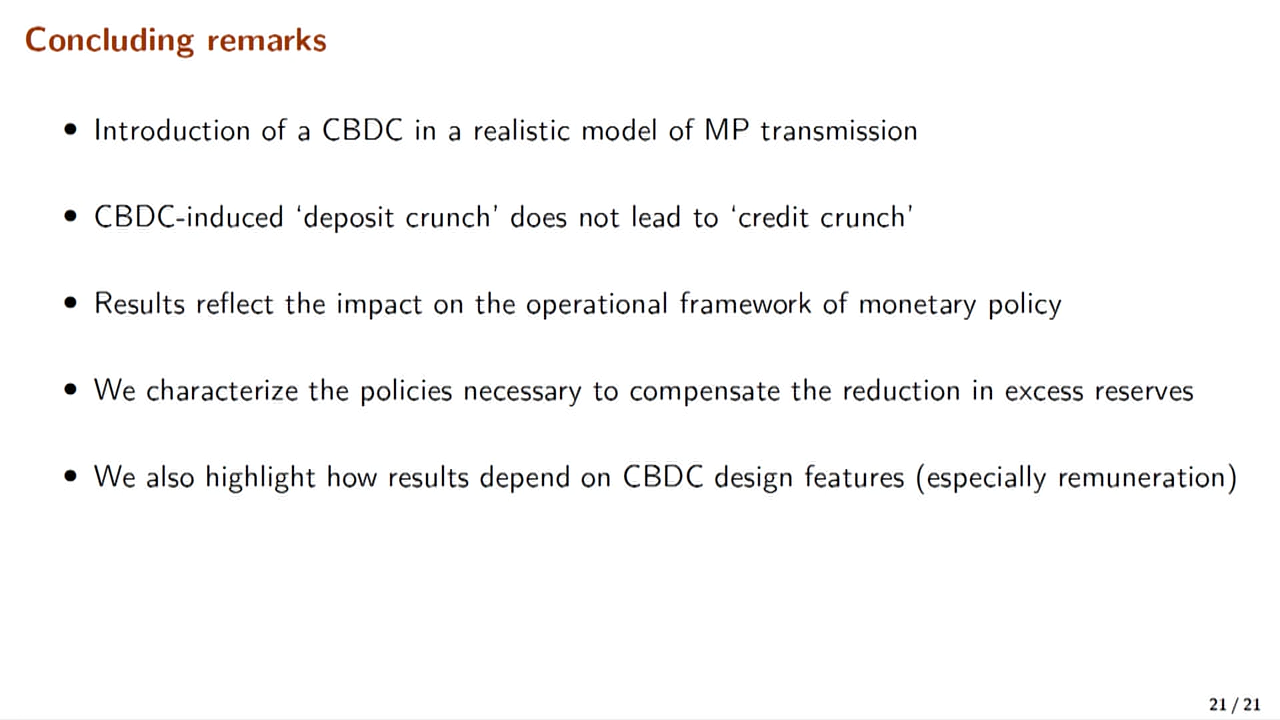 Concluding remarks
• Introduction of a CBDC in a realistic model of MP transmission
• CBDC-induced ‘deposit crunch’ does not lead to ‘credit crunch’
• Results reflect the impact on the operational framework of monetary policy
• We characterize the policies necessary to compensate the reduction in excess reserves
• We also highlight how results depend on CBDC design features (especially remuneration)
21 / 21